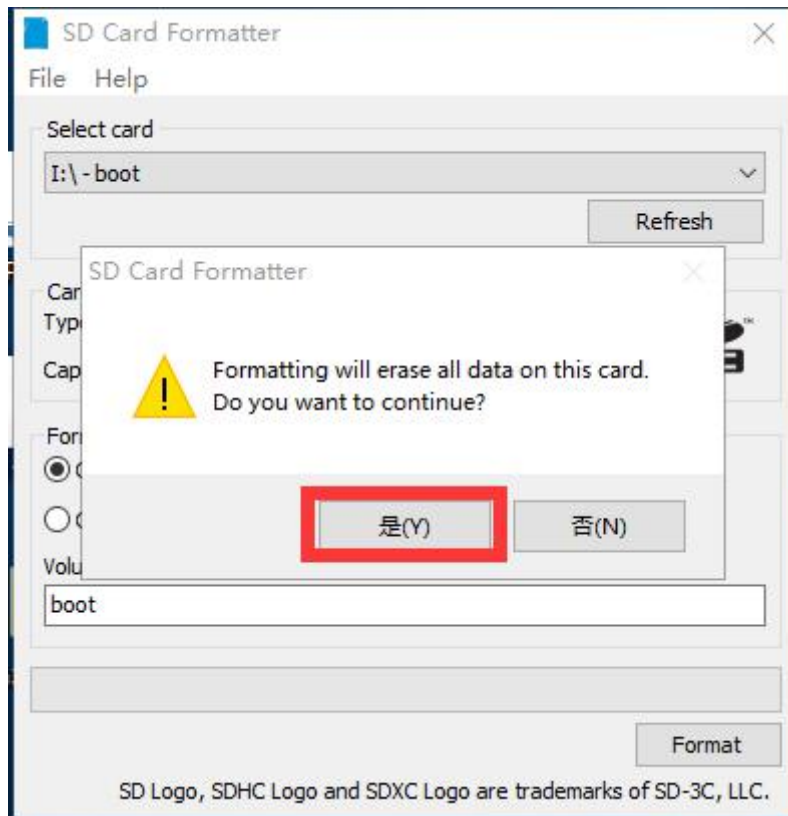 SD Card Formatter
File Help
Select card
I:\ - boot
Refresh
SD Card Formatter
Formatting will erase all data on this card.
Do you want to continue?
是(Y) 否(N)
boot
Format
SD Logo, SDHC Logo and SDXC Logo are trademarks of SD-3C, LLC.